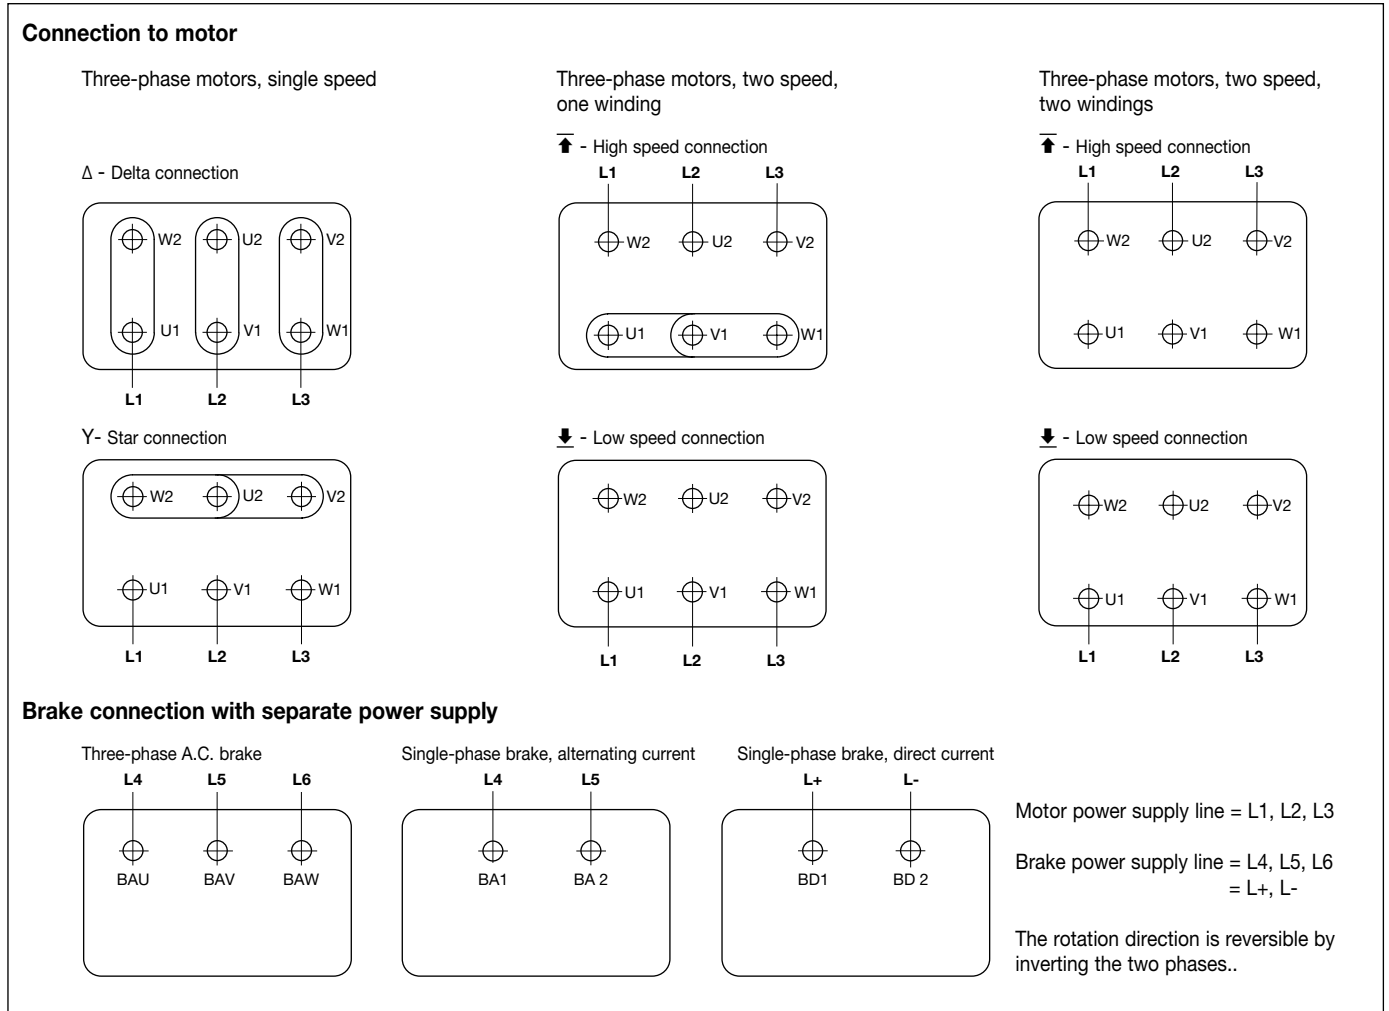 Connection to motor
Three-phase motors, single speed
Δ - Delta connection
W2 U2 V2
U1 V1 W1
L1 L2 L3
Y- Star connection
W2 U2 V2
U1 V1 W1
L1 L2 L3
Three-phase motors, two speed,
one winding
- High speed connection
L1 L2 L3
W2 U2 V2
U1 V1 W1
- Low speed connection
W2 U2 V2
U1 V1 W1
L1 L2 L3
Three-phase motors, two speed,
two windings
- High speed connection
L1 L2 L3
W2 U2 V2
U1 V1 W1
- Low speed connection
W2 U2 V2
U1 V1 W1
L1 L2 L3
Brake connection with separate power supply
Three-phase A.C. brake
L4 L5 L6
BAU BAV BAW
Single-phase brake, alternating current
L4 L5
BA1 BA 2
Single-phase brake, direct current
L+ L-
BD1 BD 2
Motor power supply line = L1, L2, L3
Brake power supply line = L4, L5, L6
= L+, L-
The rotation direction is reversible by
inverting the two phases..